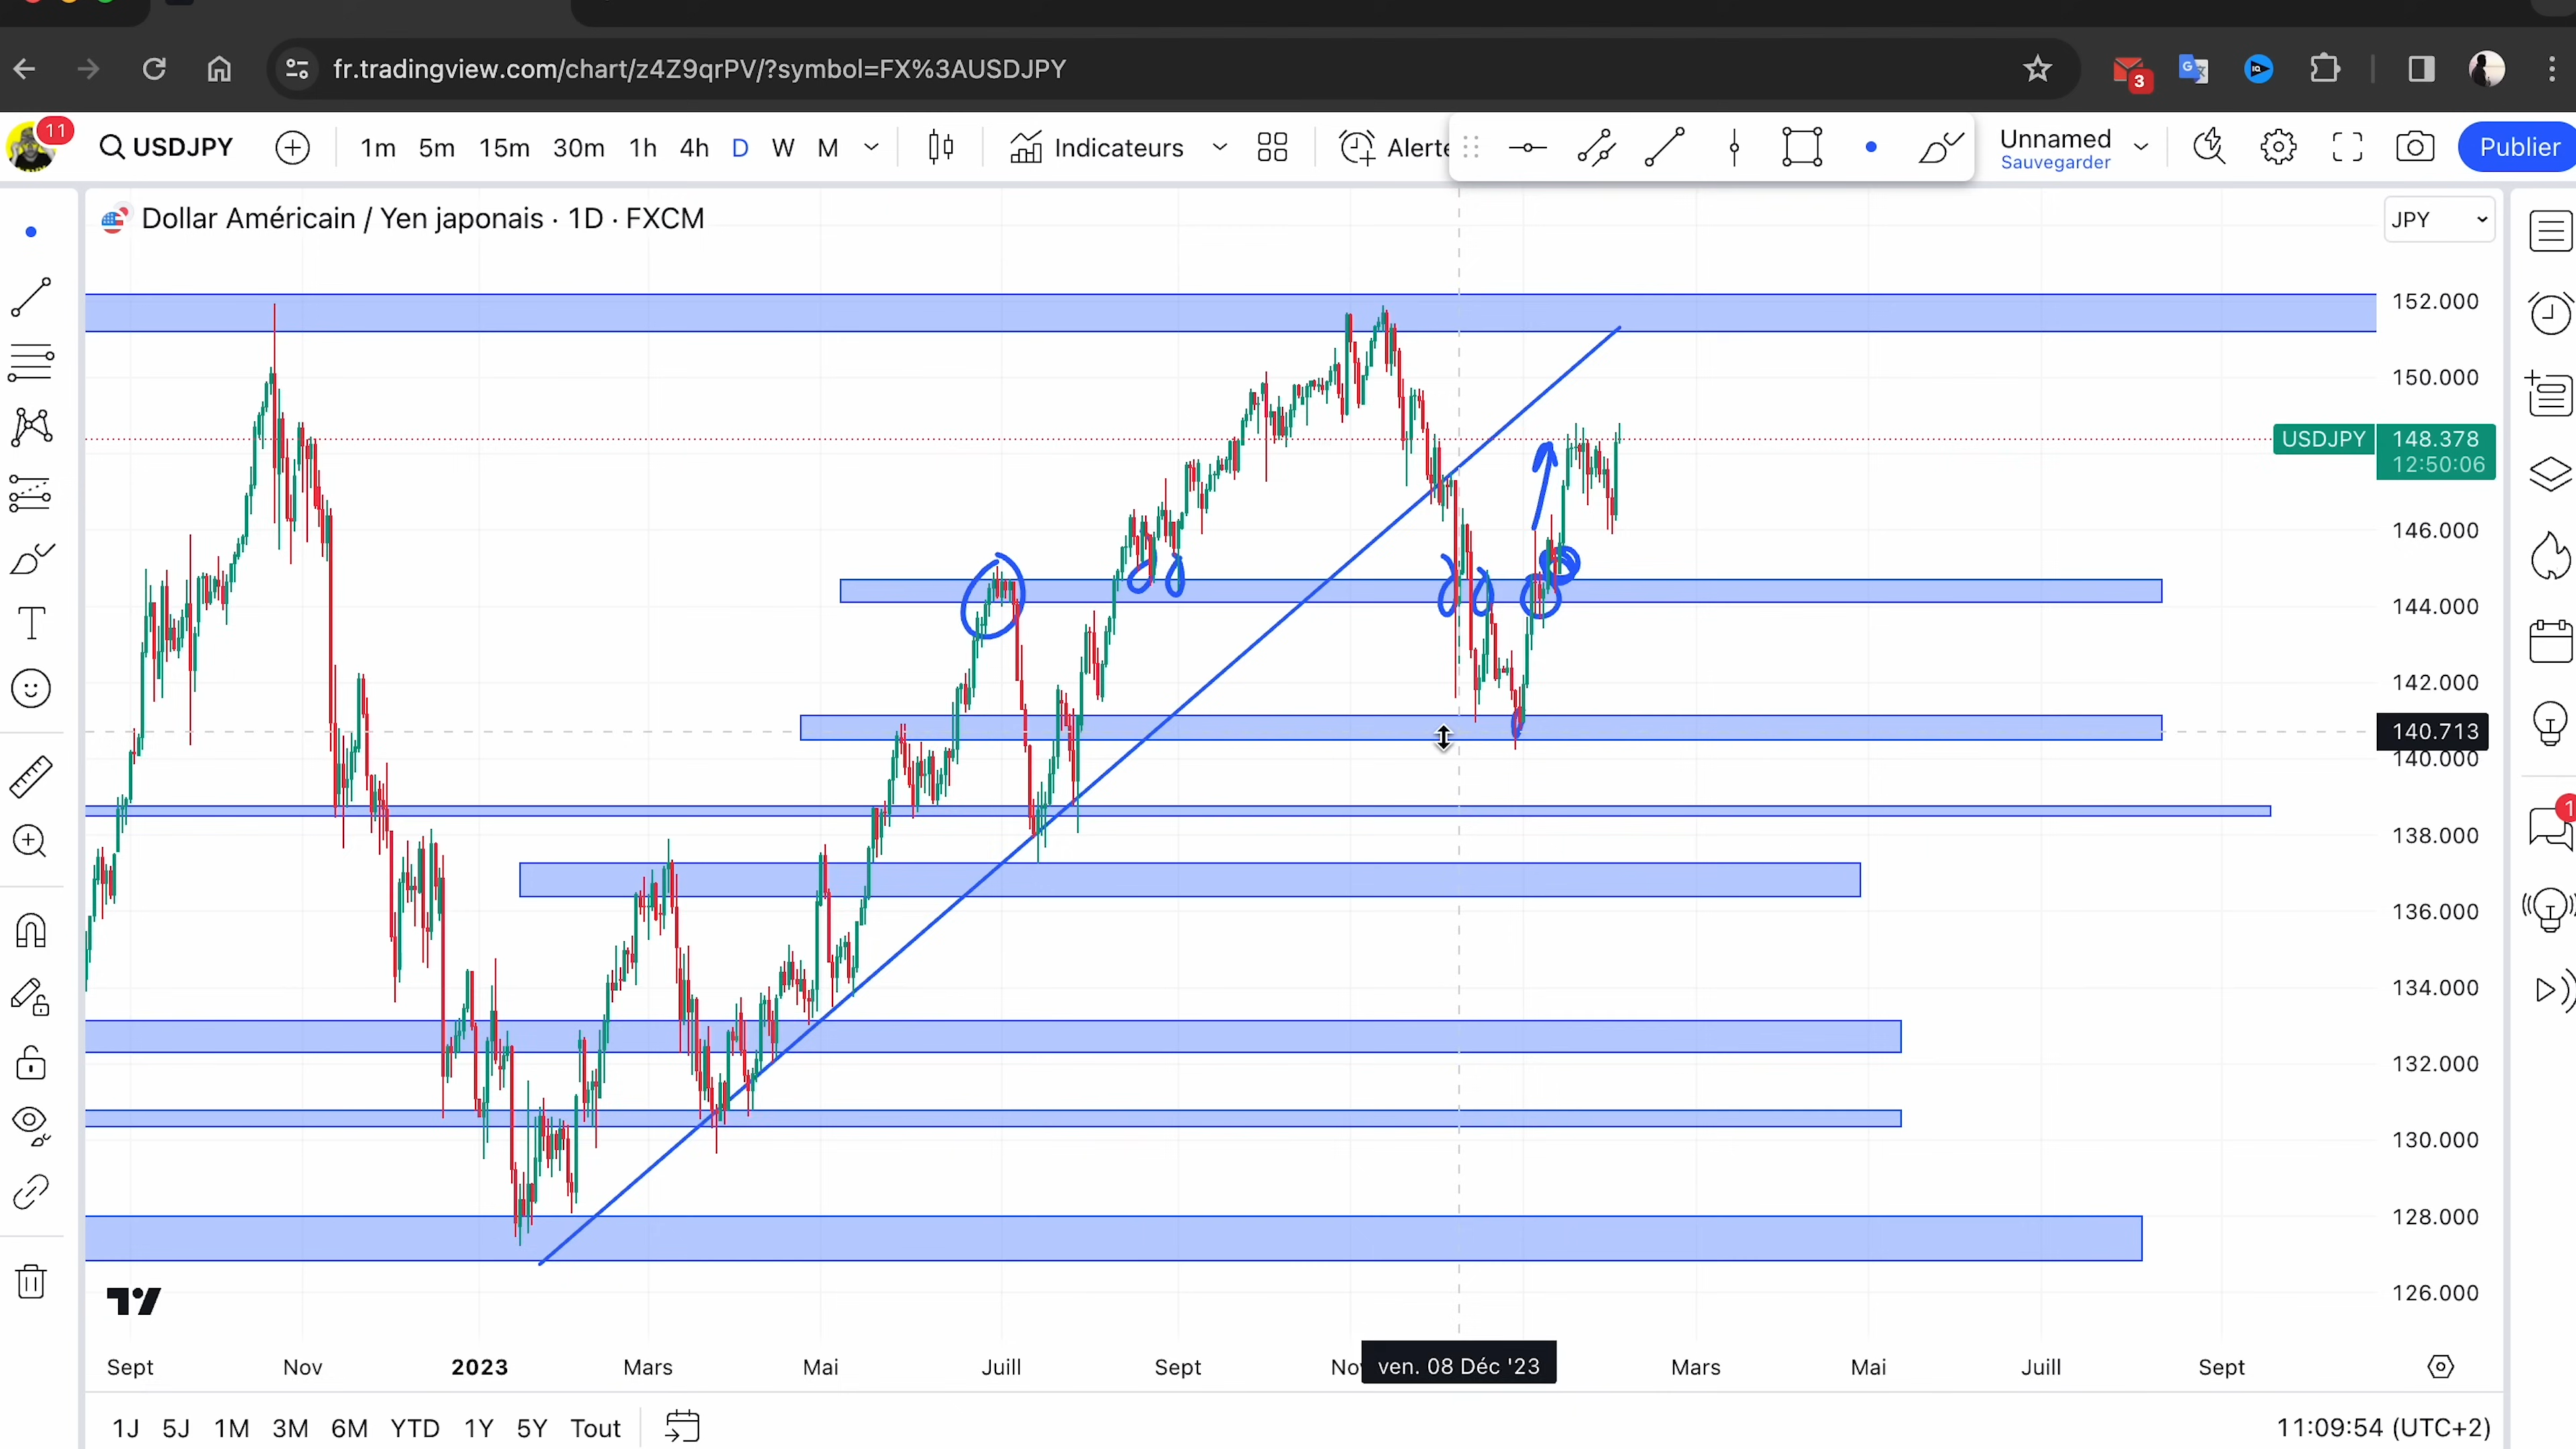 fr.tradingview.com/chart/z4Z9qrPV/?symbol=FX%3AUSDJPY
3
11
USDJPY
1m 5m 15m 30m 1h 4h D W M
Indicateurs
Alerte
Unnamed
Sauvegarder
Publier
Dollar Américain / Yen japonais · 1D · FXCM
JPY
152.000
150.000
USDJPY 148.378
12:50:06
146.000
144.000
142.000
140.713
140.000
138.000
136.000
134.000
132.000
130.000
128.000
126.000
1
Sept Nov 2023 Mars Mai Juill Sept Nov ven. 08 Déc '23 Mars Mai Juill Sept
1J 5J 1M 3M 6M YTD 1Y 5Y Tout
11:09:54 (UTC+2)